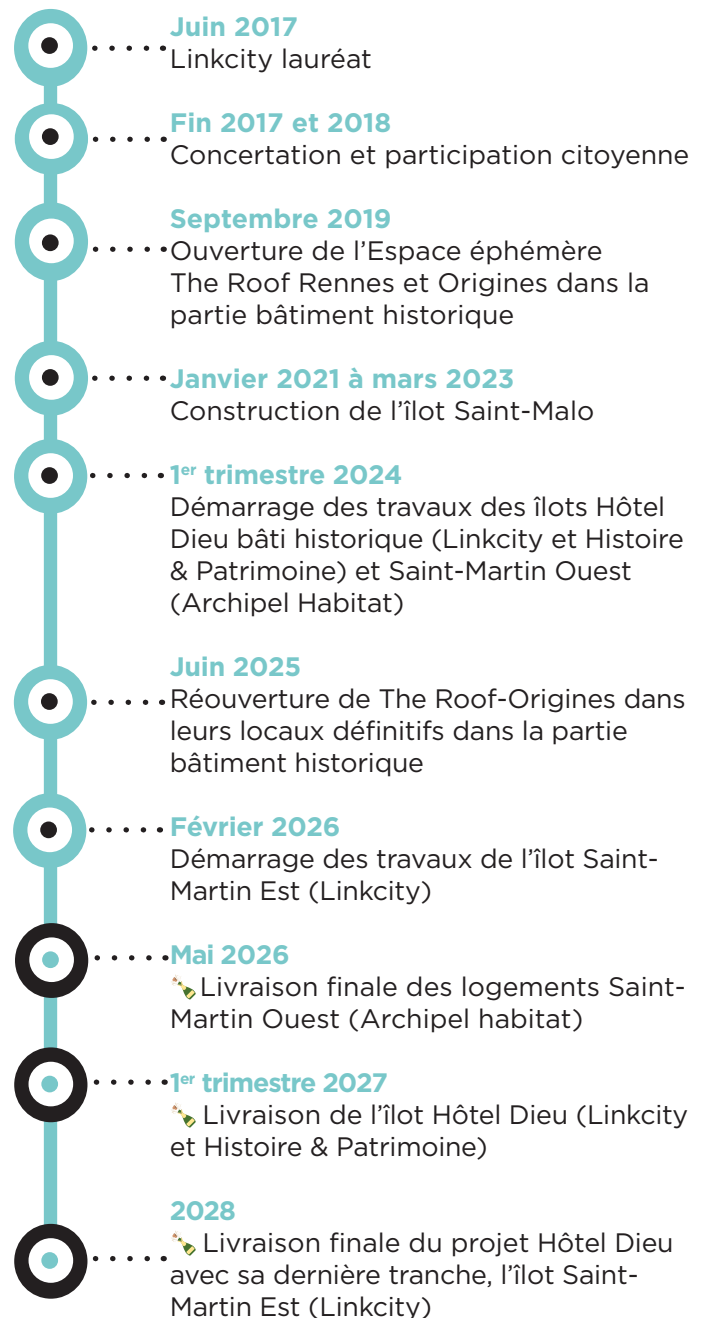 Juin 2017
Linkcity lauréat
Fin 2017 et 2018
Concertation et participation citoyenne
Septembre 2019
Ouverture de l’Espace éphémère
The Roof Rennes et Origines dans la
partie bâtiment historique
Janvier 2021 à mars 2023
Construction de l’îlot Saint-Malo
1er trimestre 2024
Démarrage des travaux des îlots Hôtel
Dieu bâti historique (Linkcity et Histoire
& Patrimoine) et Saint-Martin Ouest
(Archipel Habitat)
Juin 2025
Réouverture de The Roof-Origines dans
leurs locaux définitifs dans la partie
bâtiment historique
Février 2026
Démarrage des travaux de l’îlot Saint-
Martin Est (Linkcity)
Mai 2026
🍾Livraison finale des logements Saint-
Martin Ouest (Archipel habitat)
1er trimestre 2027
🍾 Livraison de l’îlot Hôtel Dieu (Linkcity
et Histoire & Patrimoine)
2028
🍾 Livraison finale du projet Hôtel Dieu
avec sa dernière tranche, l’îlot Saint-
Martin Est (Linkcity)